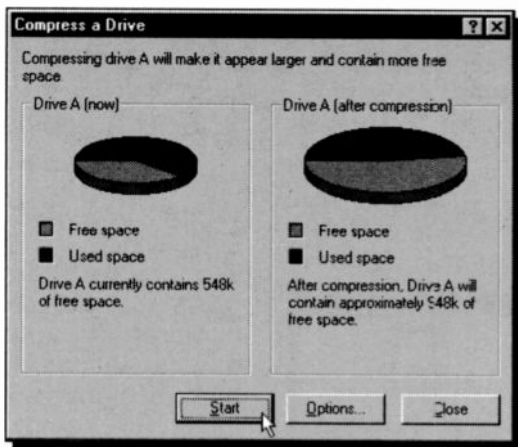 Compress a Drive
Compressing drive A will make it appear larger and contain more free
space.
Drive A (now)
Free space
Used space
Drive A currently contains 548k
of free space.
Drive A (after compression)
Free space
Used space
After compression, Drive A will
contain approximately 948k of
free space.
Start
Options...
Close